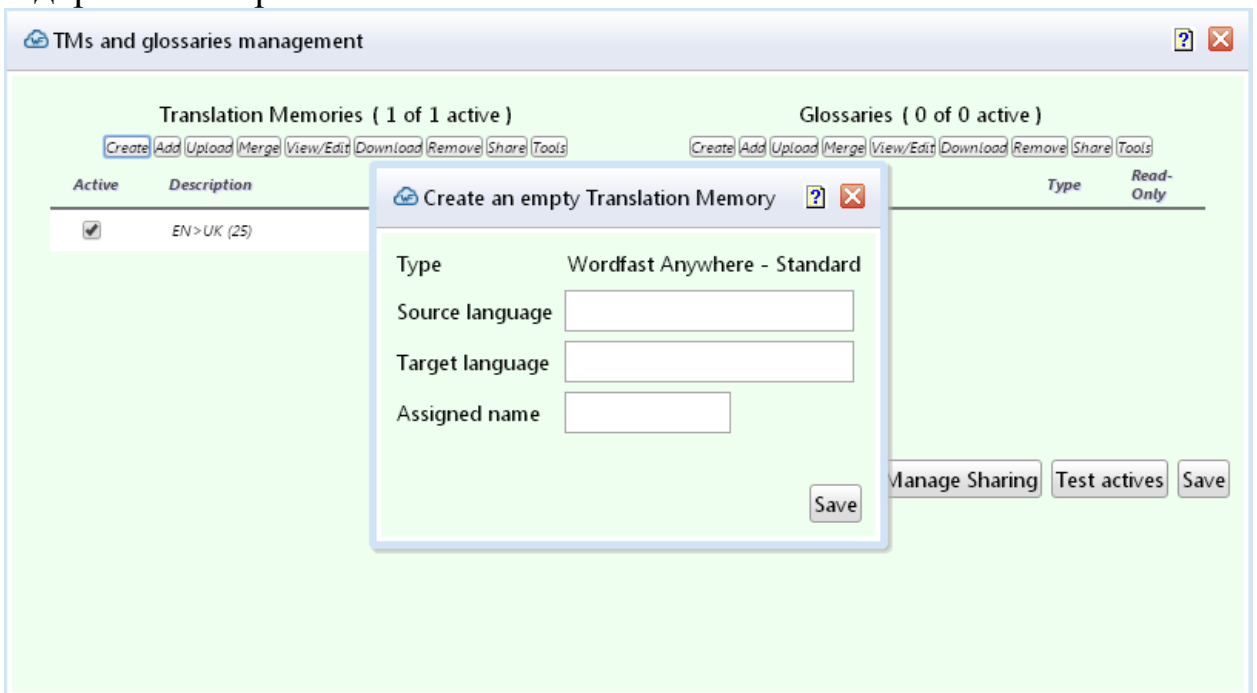 TMs and glossaries management
Translation Memories ( 1 of 1 active )
Create Add Upload Merge View/Edit Download Remove Share Tools
Active Description
EN>UK (25)
Glossaries ( 0 of 0 active )
Create Add Upload Merge View/Edit Download Remove Share Tools
Type Read-Only
Create an empty Translation Memory
Type Wordfast Anywhere - Standard
Source language
Target language
Assigned name
Save
Manage Sharing Test actives Save